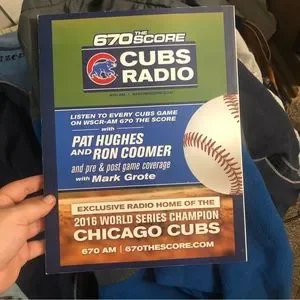 670 THE SCORE
CUBS
RADIO
LISTEN TO EVERY CUBS GAME
ON WSCR-AM 670 THE SCORE
with
PAT HUGHES
AND RON COOMER
and pre & post game coverage
with Mark Grote
EXCLUSIVE RADIO HOME OF THE
2016 WORLD SERIES CHAMPION
CHICAGO CUBS
670 AM | 670THESCORE.COM